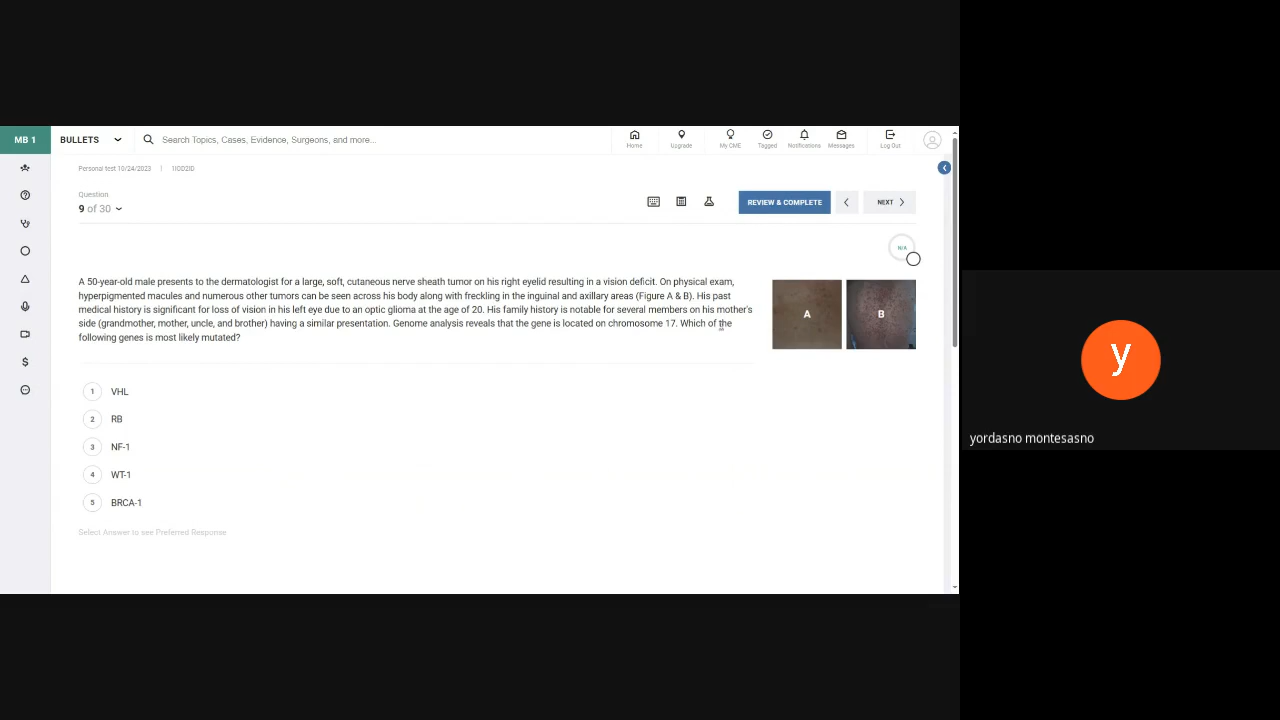 MB 1
BULLETS
Search Topics, Cases, Evidence, Surgeons, and more...
Home
Upgrade
My CME
Tagged
Notifications
Messages
Log Out
Personal test 10/24/2023
Question
9 of 30
REVIEW & COMPLETE
NEXT
N/A
A 50-year-old male presents to the dermatologist for a large, soft, cutaneous nerve sheath tumor on his right eyelid resulting in a vision deficit. On physical exam,
hyperpigmented macules and numerous other tumors can be seen across his body along with freckling in the inguinal and axillary areas (Figure A & B). His past
medical history is significant for loss of vision in his left eye due to an optic glioma at the age of 20. His family history is notable for several members on his mother's
side (grandmother, mother, uncle, and brother) having a similar presentation. Genome analysis reveals that the gene is located on chromosome 17. Which of the
following genes is most likely mutated?
A
B
1 VHL
2 RB
3 NF-1
4 WT-1
5 BRCA-1
Select Answer to see Preferred Response
y
yordasno montesasno